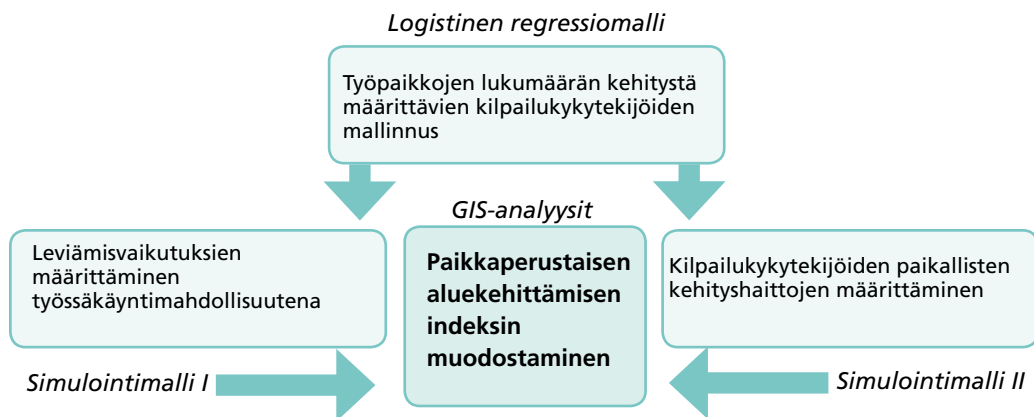 Logistinen regressiomalli
Työpaikkojen lukumäärän kehitystä
määrittävien kilpailukykytekijöiden
mallinnus
GIS-analyysit
Leviämisvaikutuksien
määrittäminen
työssäkäyntimahdollisuutena
Paikkaperustaisen
aluekehittämisen
indeksin
muodostaminen
Kilpailukykytekijöiden paikallisten
kehityshaittojen määrittäminen
Simulointimalli I
Simulointimalli II